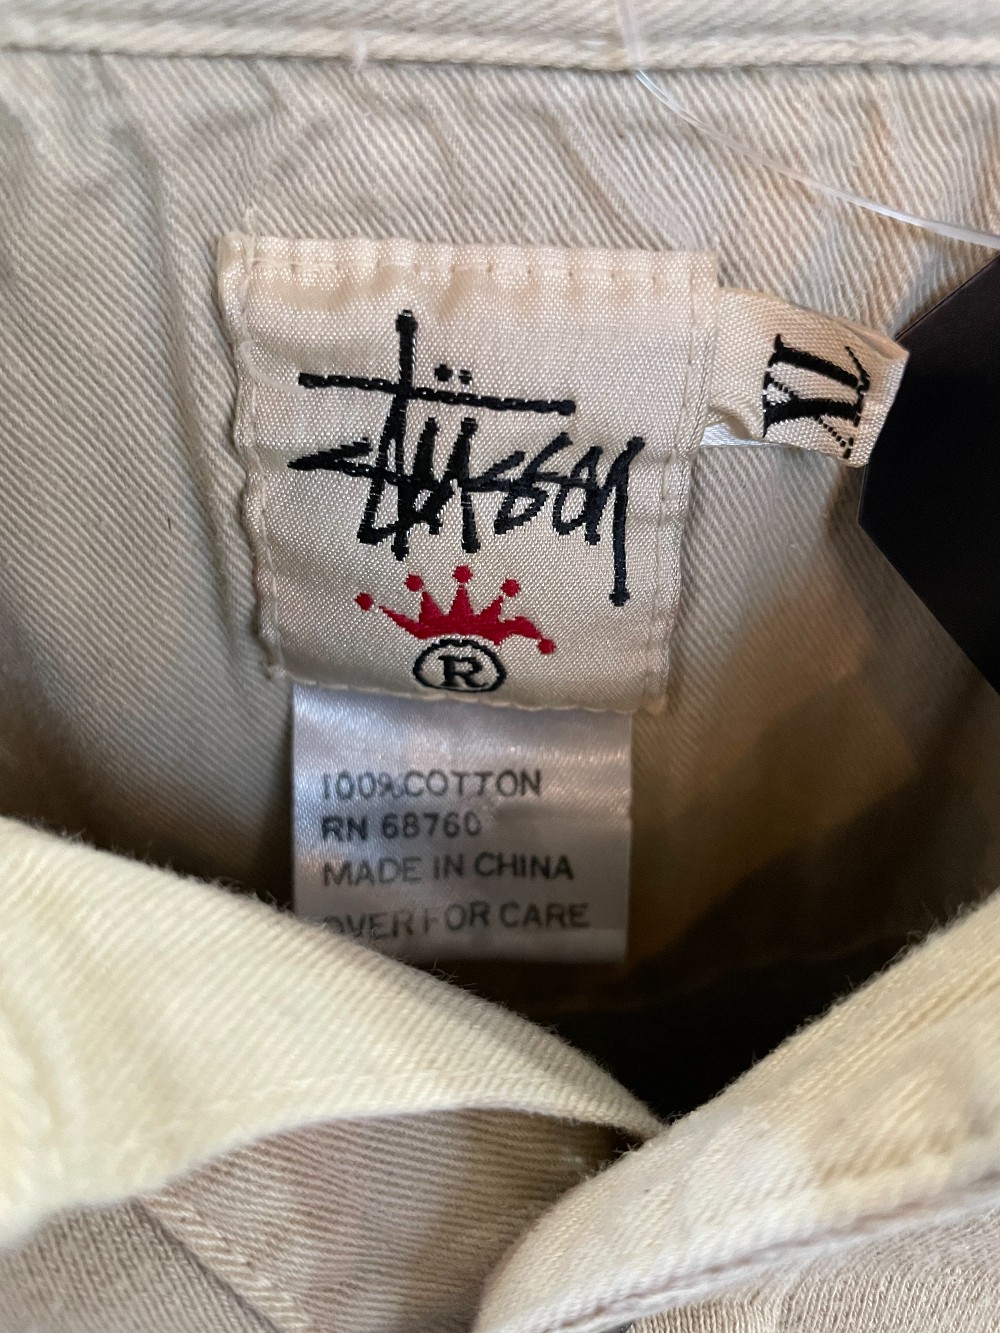 Stüssy
XL
®
100% COTTON
RN 68760
MADE IN CHINA
OVER FOR CARE